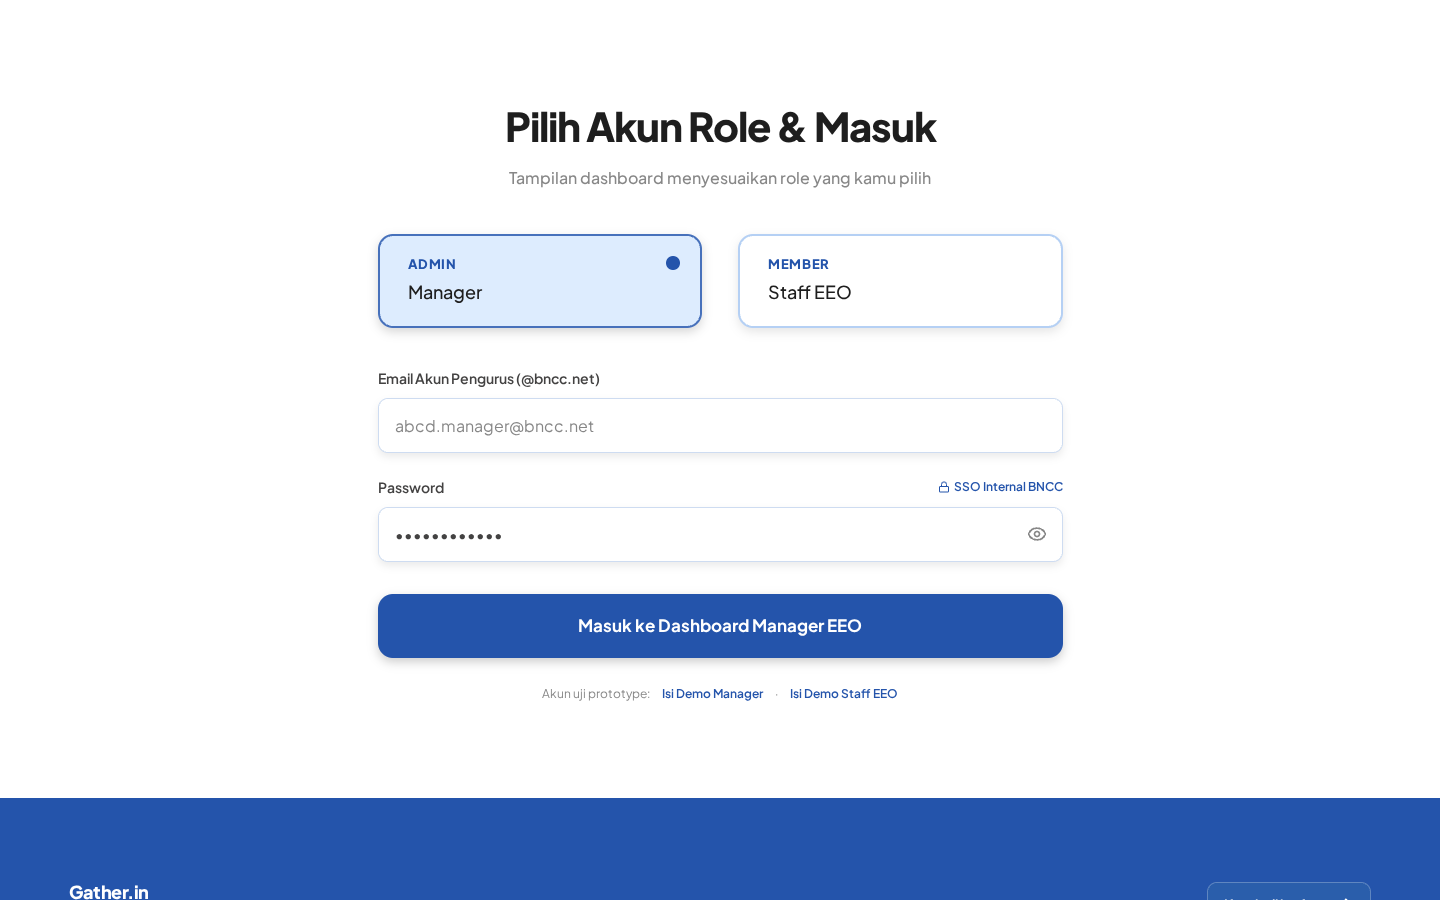 Pilih Akun Role & Masuk
Tampilan dashboard menyesuaikan role yang kamu pilih
ADMIN
Manager
MEMBER
Staff EEO
Email Akun Pengurus (@bncc.net)
abcd.manager@bncc.net
Password
SSO Internal BNCC
••••••••••••
Masuk ke Dashboard Manager EEO
Akun uji prototype: Isi Demo Manager · Isi Demo Staff EEO
Gather.in